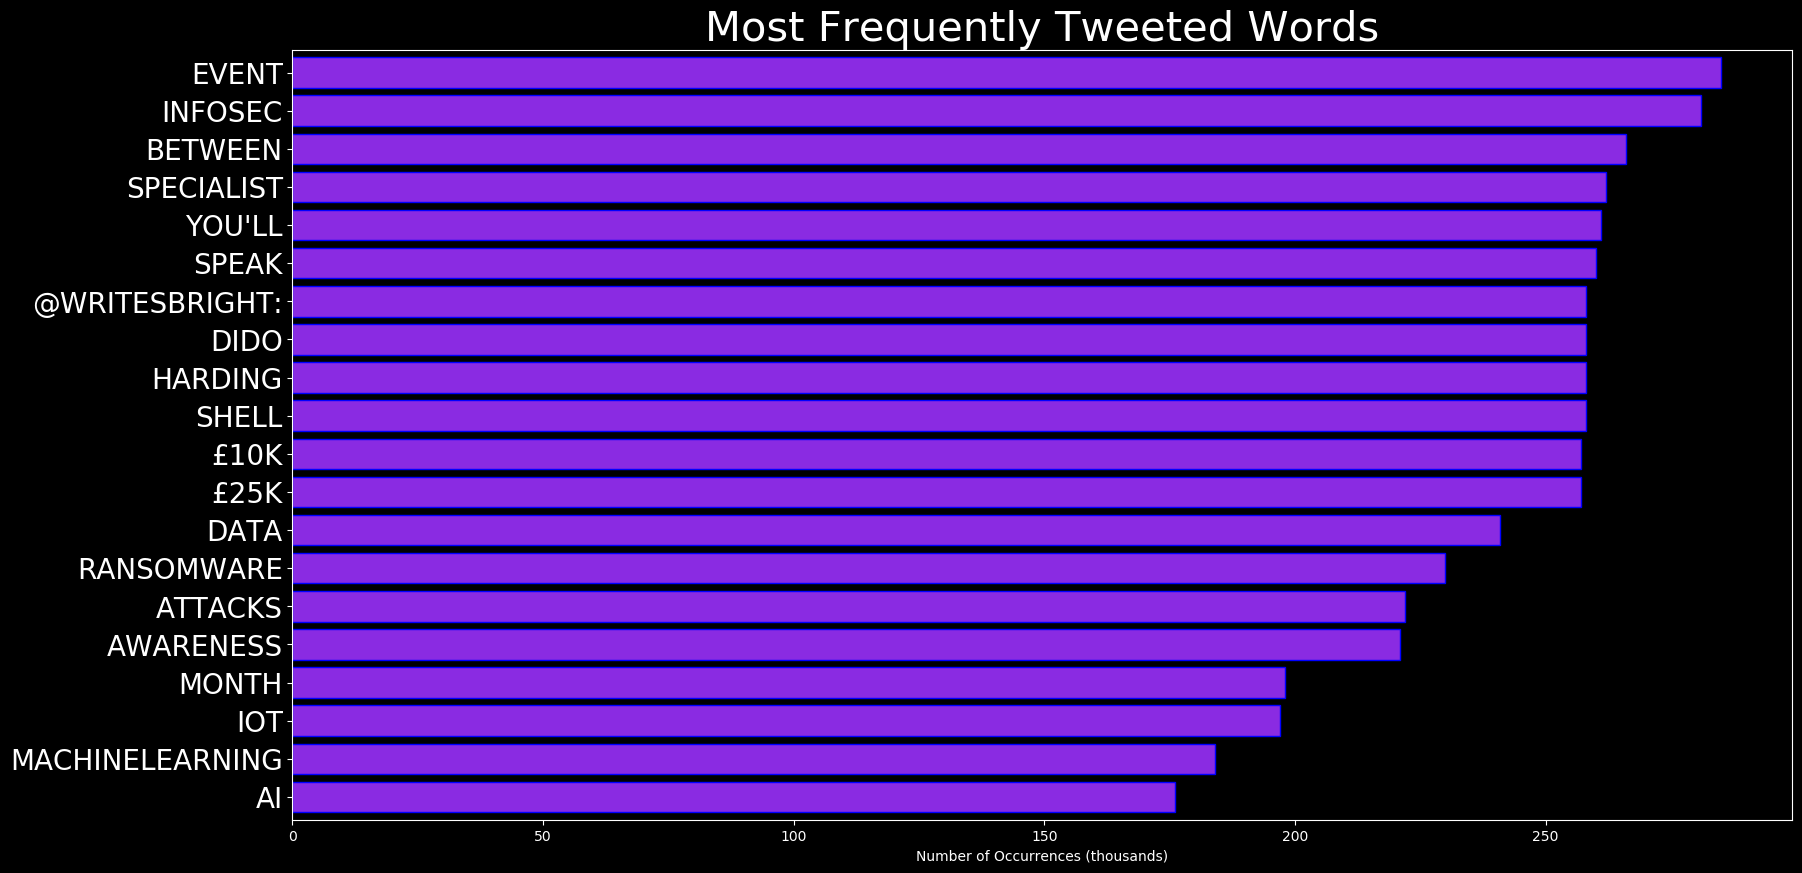 Most Frequently Tweeted Words
EVENT
INFOSEC
BETWEEN
SPECIALIST
YOU'LL
SPEAK
@WRITESBRIGHT:
DIDO
HARDING
SHELL
£10K
£25K
DATA
RANSOMWARE
ATTACKS
AWARENESS
MONTH
IOT
MACHINELEARNING
AI
0 50 100 150 200 250
Number of Occurrences (thousands)